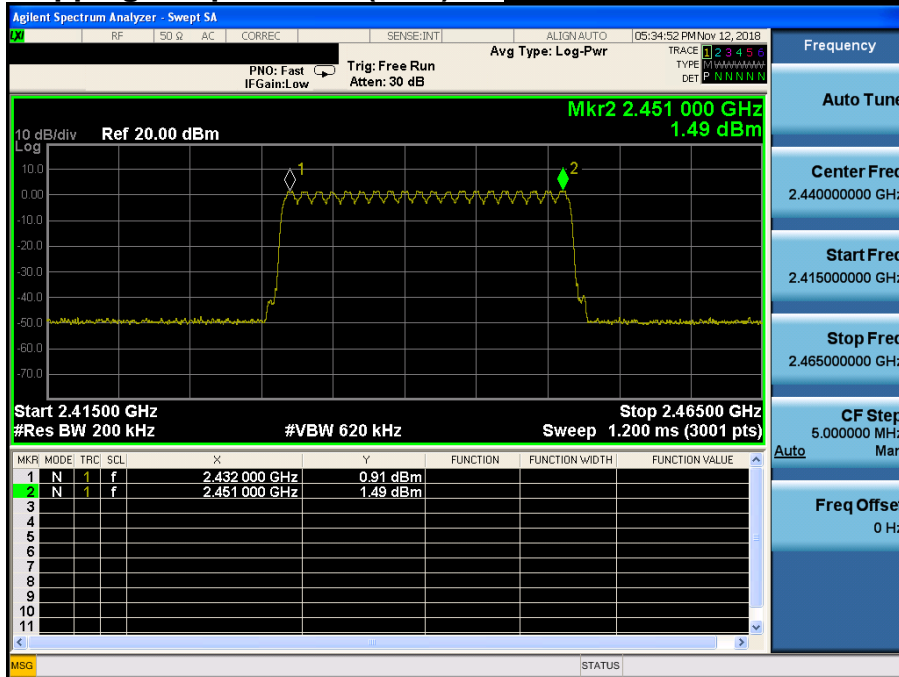 Agilent Spectrum Analyzer - Swept SA
LXI RF 50 Ω AC CORREC SENSE:INT ALIGN AUTO 05:34:52 PM Nov 12, 2018
Avg Type: Log-Pwr TRACE 1 2 3 4 5 6
PNO: Fast Trig: Free Run TYPE M WWWWW
IFGain:Low Atten: 30 dB DET P N N N N N
Frequency
Mkr2 2.451 000 GHz
1.49 dBm
10 dB/div Ref 20.00 dBm
Log
10.0
0.00
-10.0
-20.0
-30.0
-40.0
-50.0
-60.0
-70.0
1
2
Start 2.41500 GHz Stop 2.46500 GHz
#Res BW 200 kHz #VBW 620 kHz Sweep 1.200 ms (3001 pts)
MKR MODE TRC SCL X Y FUNCTION FUNCTION WIDTH FUNCTION VALUE
1 N 1 f 2.432 000 GHz 0.91 dBm
2 N 1 f 2.451 000 GHz 1.49 dBm
3
4
5
6
7
8
9
10
11
MSG STATUS
Auto Tune
Center Freq
2.440000000 GHz
Start Freq
2.415000000 GHz
Stop Freq
2.465000000 GHz
CF Step
5.000000 MHz
Auto Man
Freq Offset
0 Hz